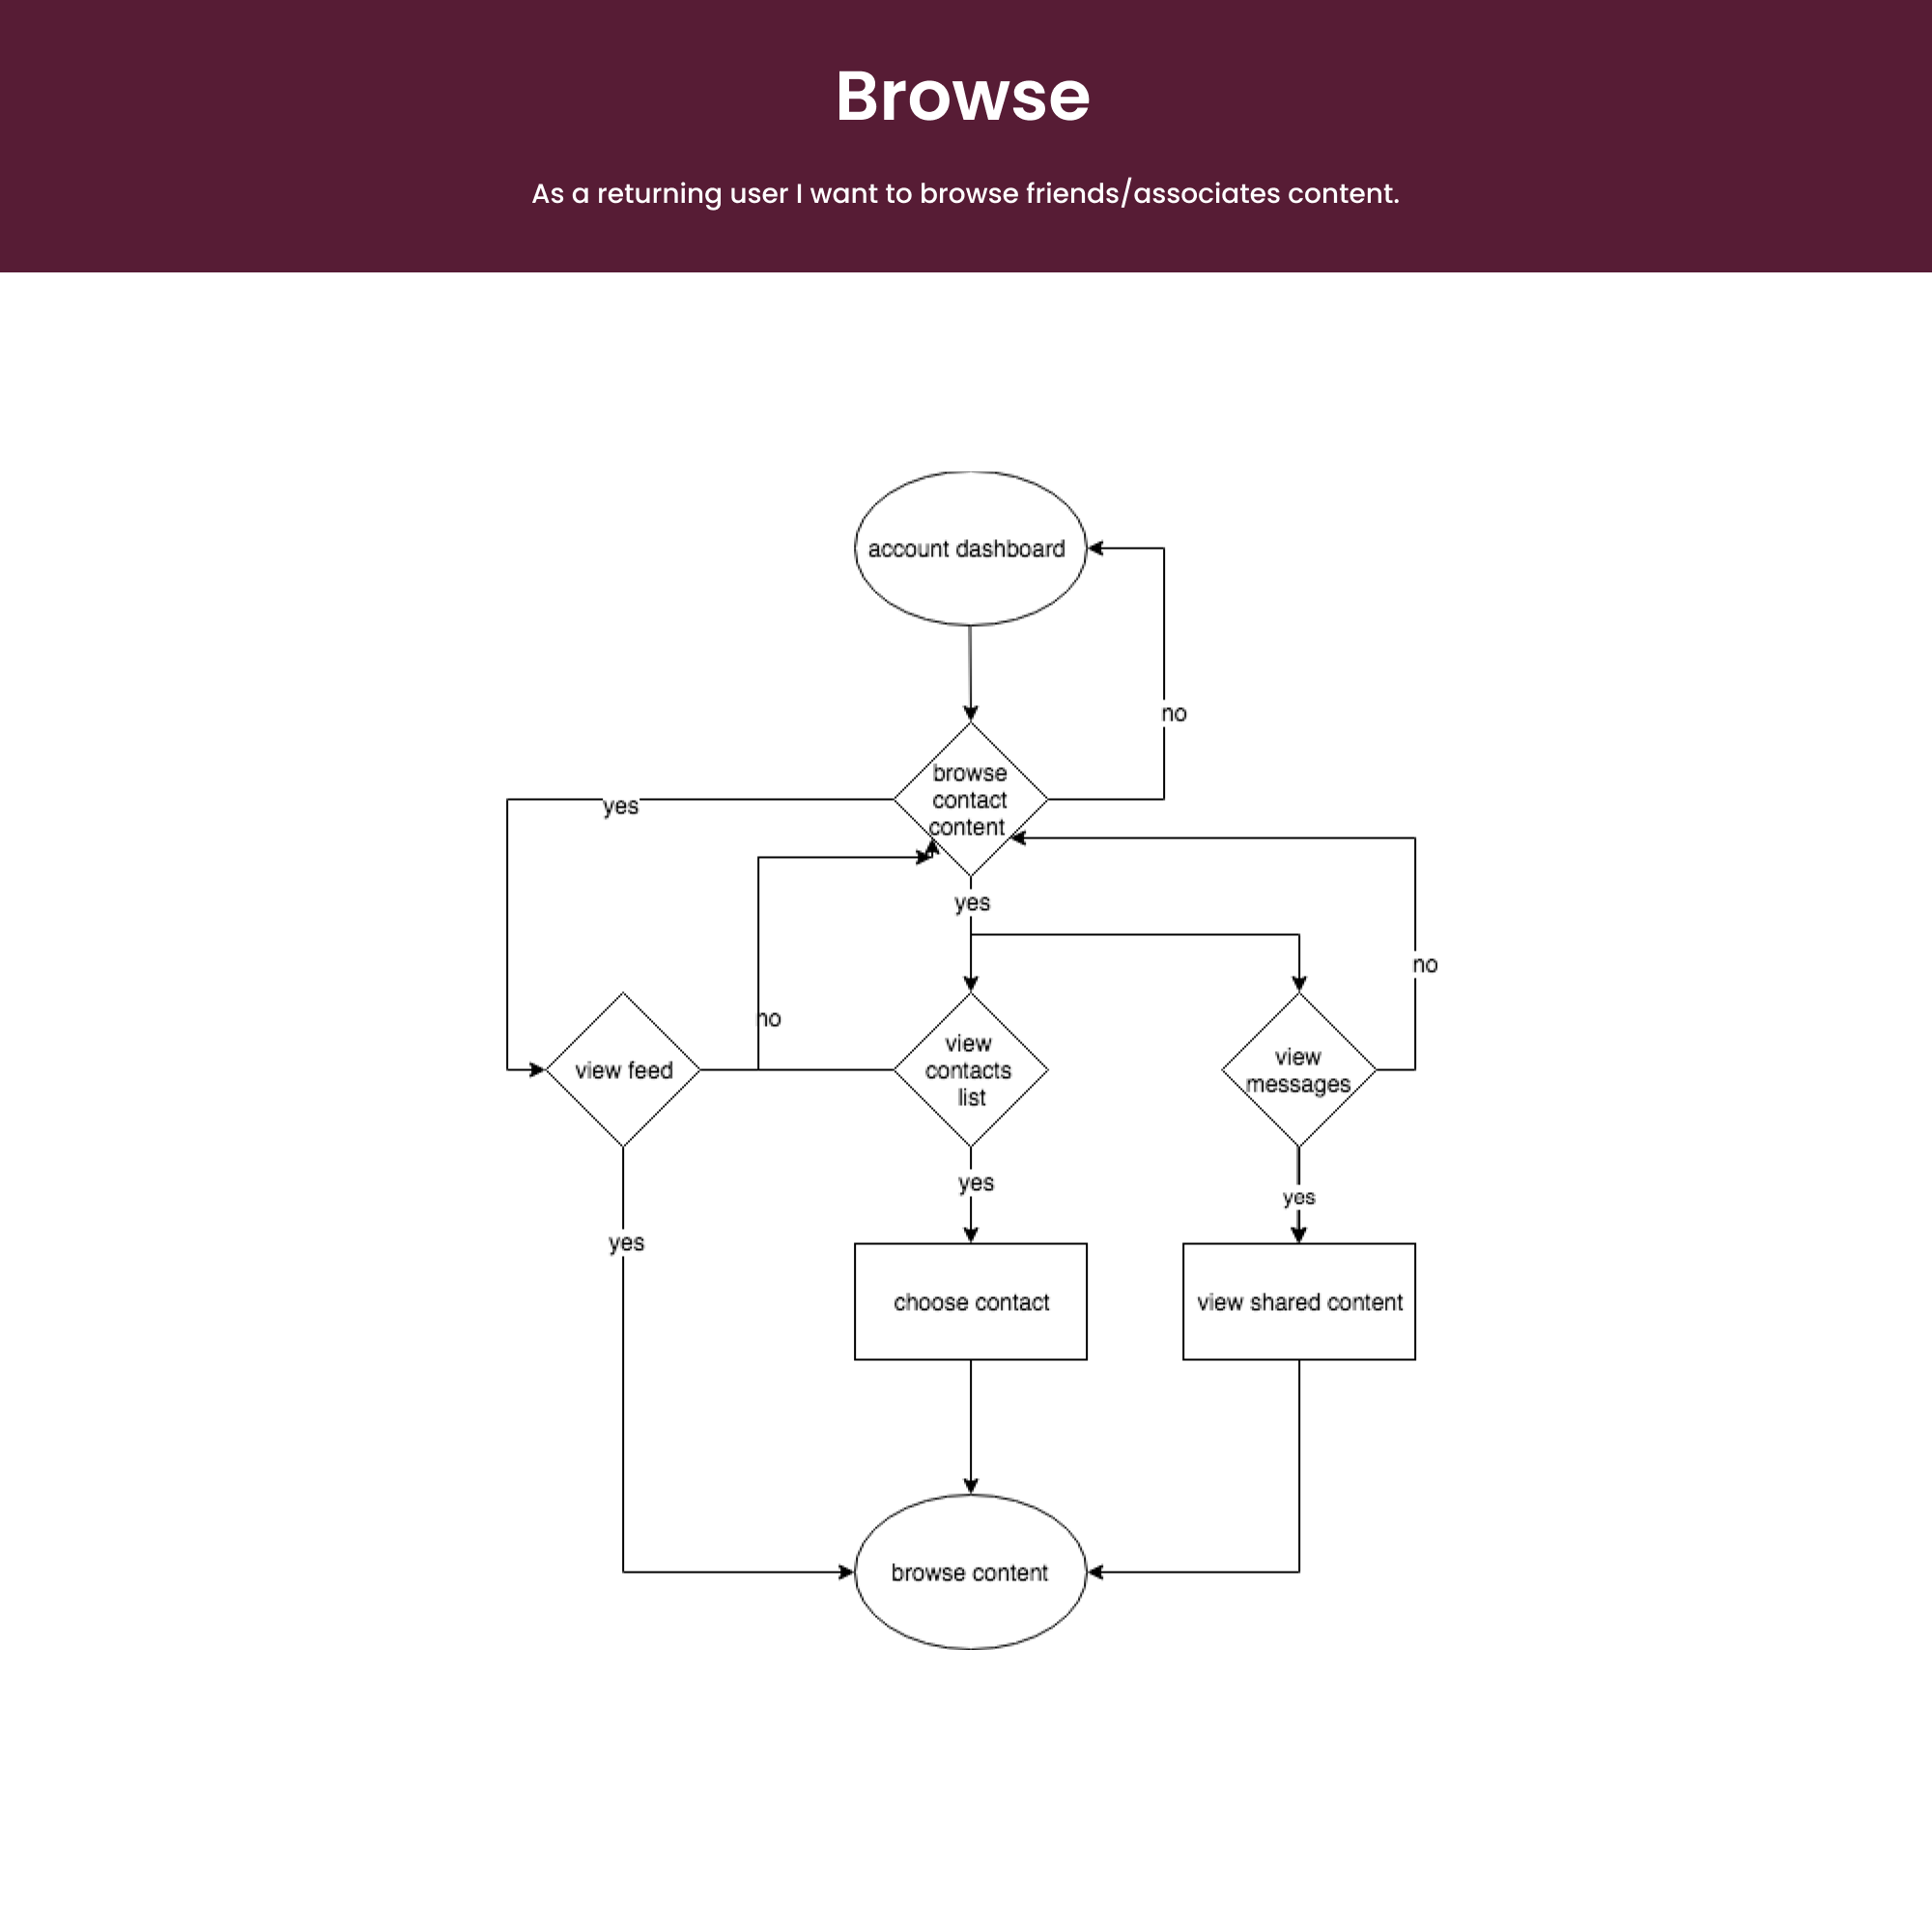 Browse
As a returning user I want to browse friends/associates content.
account dashboard
no
browse
contact
content
yes
yes
no
no
view feed
view
contacts
list
view
messages
yes
yes
yes
choose contact
view shared content
browse content